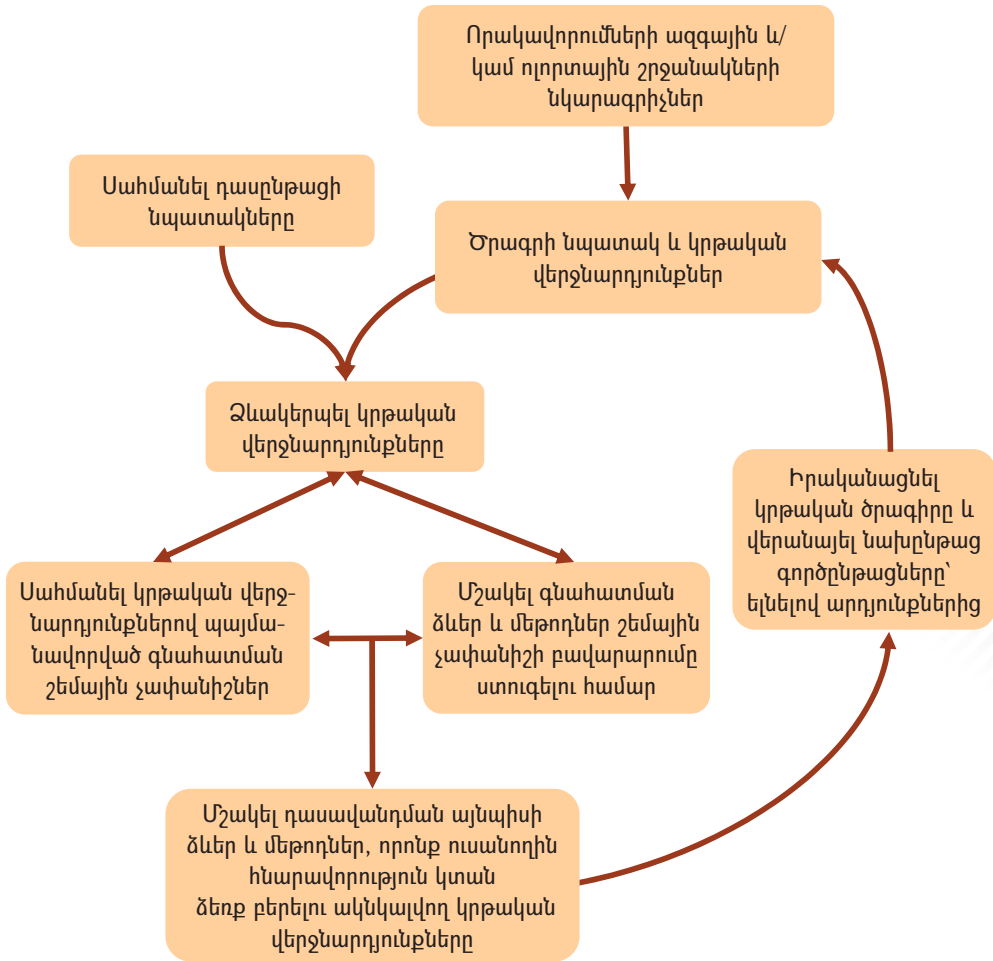 Որակավորումների ազգային և/
կամ ոլորտային շրջանակների
նկարագրիչներ
Սահմանել դասընթացի
նպատակները
Ծրագրի նպատակ և կրթական
վերջնարդյունքներ
Ձևակերպել կրթական
վերջնարդյունքները
Իրականացնել
կրթական ծրագիրը և
վերանայել նախընթաց
գործընթացները՝
ելնելով արդյունքներից
Սահմանել կրթական վերջ-
նարդյունքներով պայմա-
նավորված գնահատման
շեմային չափանիշներ
Մշակել գնահատման
ձևեր և մեթոդներ շեմային
չափանիշի բավարարումը
ստուգելու համար
Մշակել դասավանդման այնպիսի
ձևեր և մեթոդներ, որոնք ուսանողին
հնարավորություն կտան
ձեռք բերելու ակնկալվող կրթական
վերջնարդյունքները